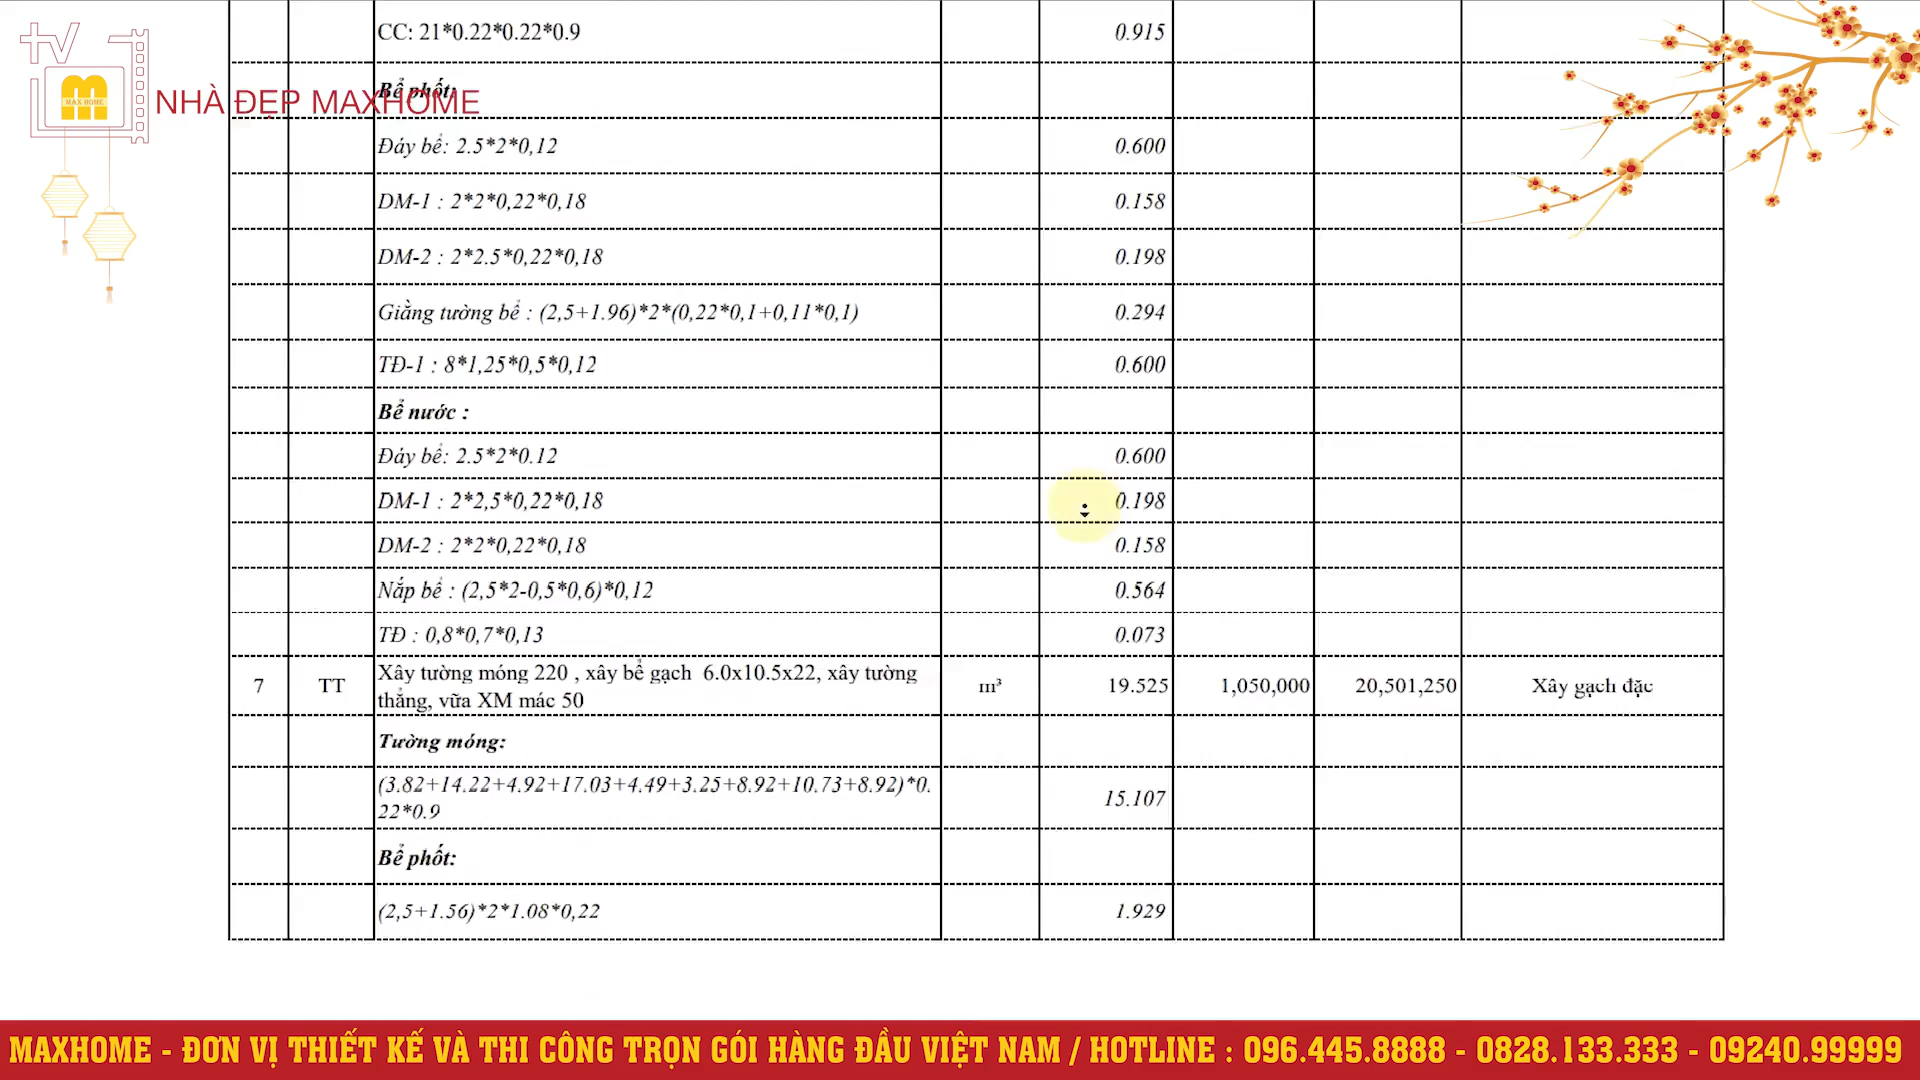 tv
MAX HOME
NHÀ ĐẸP MAXHOME
CC: 21*0.22*0.22*0.9 0.915
Bể phốt:
Đáy bể: 2.5*2*0,12 0.600
DM-1 : 2*2*0,22*0,18 0.158
DM-2 : 2*2.5*0,22*0,18 0.198
Giằng tường bể : (2,5+1.96)*2*(0,22*0,1+0,11*0,1) 0.294
TĐ-1 : 8*1,25*0,5*0,12 0.600
Bể nước :
Đáy bể: 2.5*2*0.12 0.600
DM-1 : 2*2,5*0,22*0,18 0.198
DM-2 : 2*2*0,22*0,18 0.158
Nắp bể : (2,5*2-0,5*0,6)*0,12 0.564
TĐ : 0,8*0,7*0,13 0.073
7 TT Xây tường móng 220 , xây bể gạch 6.0x10.5x22, xây tường m³ 19.525 1,050,000 20,501,250 Xây gạch đặc
thẳng, vữa XM mác 50
Tường móng:
(3.82+14.22+4.92+17.03+4.49+3.25+8.92+10.73+8.92)*0. 15.107
22*0.9
Bể phốt:
(2,5+1.56)*2*1.08*0,22 1.929
MAXHOME - ĐƠN VỊ THIẾT KẾ VÀ THI CÔNG TRỌN GÓI HÀNG ĐẦU VIỆT NAM / HOTLINE : 096.445.8888 - 0828.133.333 - 09240.99999